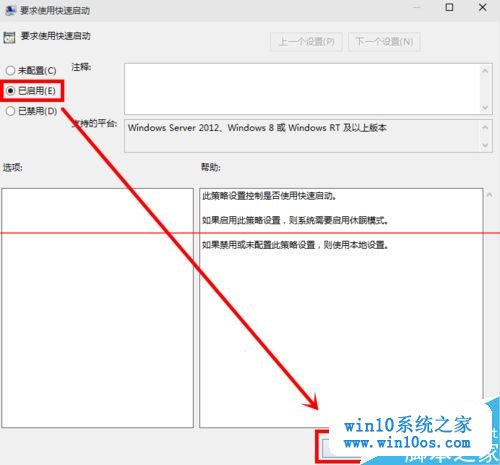 要求使用快速启动
要求使用快速启动
上一个设置(P)
下一个设置(N)
未配置(C)
注释:
已启用(E)
已禁用(D)
支持的平台:
Windows Server 2012、Windows 8 或 Windows RT 及以上版本
选项:
帮助:
此策略设置控制是否使用快速启动。
如果启用此策略设置，则系统需要启用休眠模式。
如果禁用或未配置此策略设置，则使用本地设置。
win10系统之家
www.win10os.com